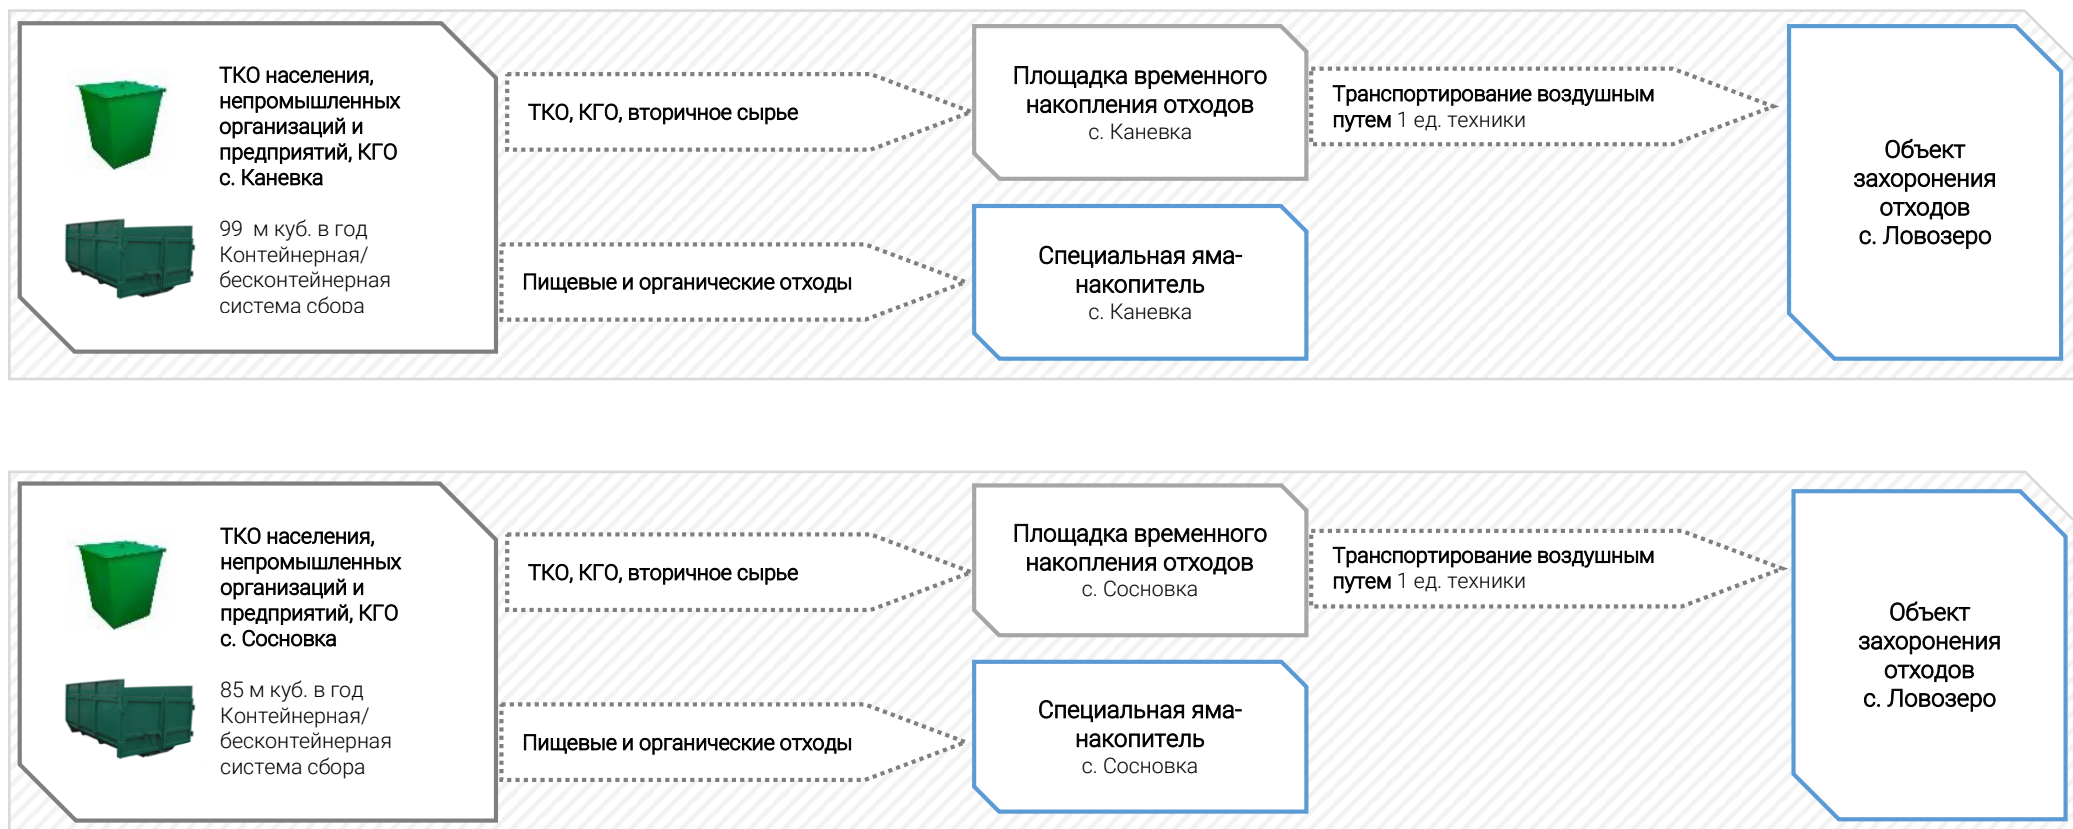 ТКО населения,
непромышленных
организаций и
предприятий, КГО
с. Каневка
99 м куб. в год
Контейнерная/
бесконтейнерная
система сбора
ТКО, КГО, вторичное сырье
Пищевые и органические отходы
Площадка временного
накопления отходов
с. Каневка
Специальная яма-
накопитель
с. Каневка
Транспортирование воздушным
путем 1 ед. техники
Объект
захоронения
отходов
с. Ловозеро
ТКО населения,
непромышленных
организаций и
предприятий, КГО
с. Сосновка
85 м куб. в год
Контейнерная/
бесконтейнерная
система сбора
ТКО, КГО, вторичное сырье
Пищевые и органические отходы
Площадка временного
накопления отходов
с. Сосновка
Специальная яма-
накопитель
с. Сосновка
Транспортирование воздушным
путем 1 ед. техники
Объект
захоронения
отходов
с. Ловозеро